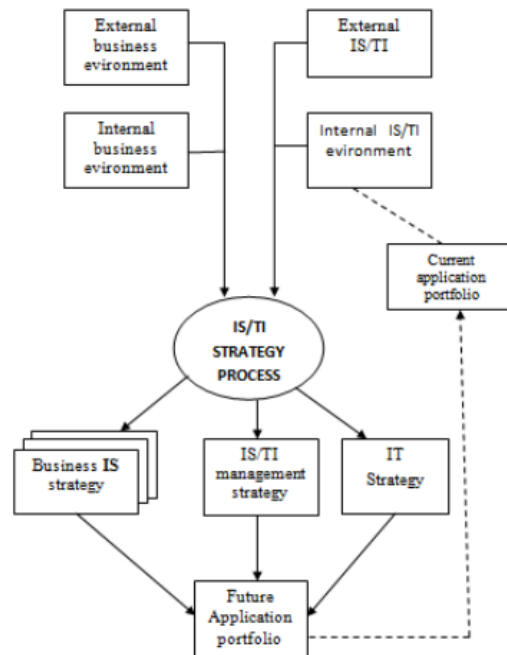 External
business
evironment
External
IS/TI
Internal
business
evironment
Internal IS/TI
evironment
Current
application
portfolio
IS/TI
STRATEGY
PROCESS
Business IS
strategy
IS/TI
management
strategy
IT
Strategy
Future
Application
portfolio